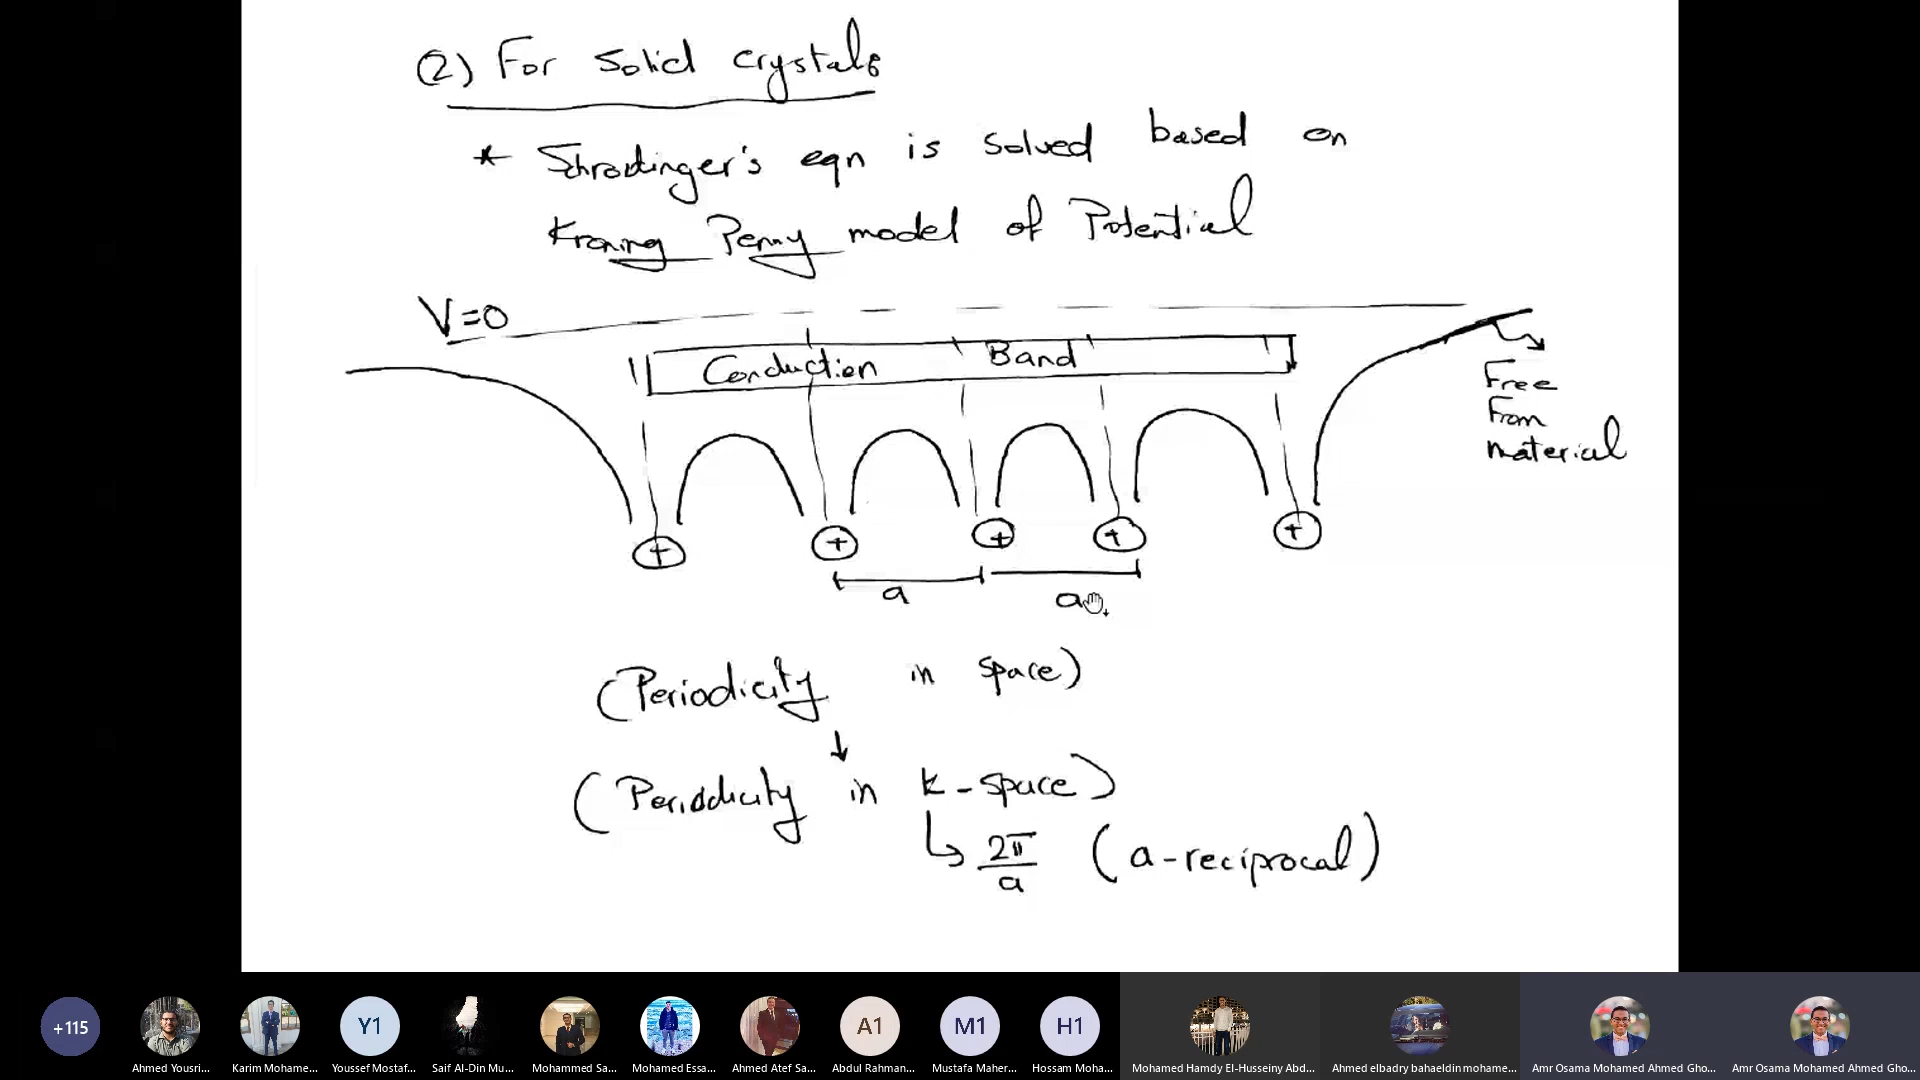 (2) For Solid crystals
* Shrodinger's eqn is solved based on
Kroning Penny model of Potential
V=0
Conduction Band
Free
From
material
+ + + + +
a a
(Periodicity in space)
(Periodicity in k-space)
2π/a (a-reciprocal)
+115
Y1
A1
M1
H1
Ahmed Yousri...
Karim Mohame...
Youssef Mostaf...
Saif Al-Din Mu...
Mohammed Sa...
Mohamed Essa...
Ahmed Atef Sa...
Abdul Rahman...
Mustafa Maher...
Hossam Moha...
Mohamed Hamdy El-Husseiny Abd...
Ahmed elbadry bahaeldin mohame...
Amr Osama Mohamed Ahmed Gho...
Amr Osama Mohamed Ahmed Gho...